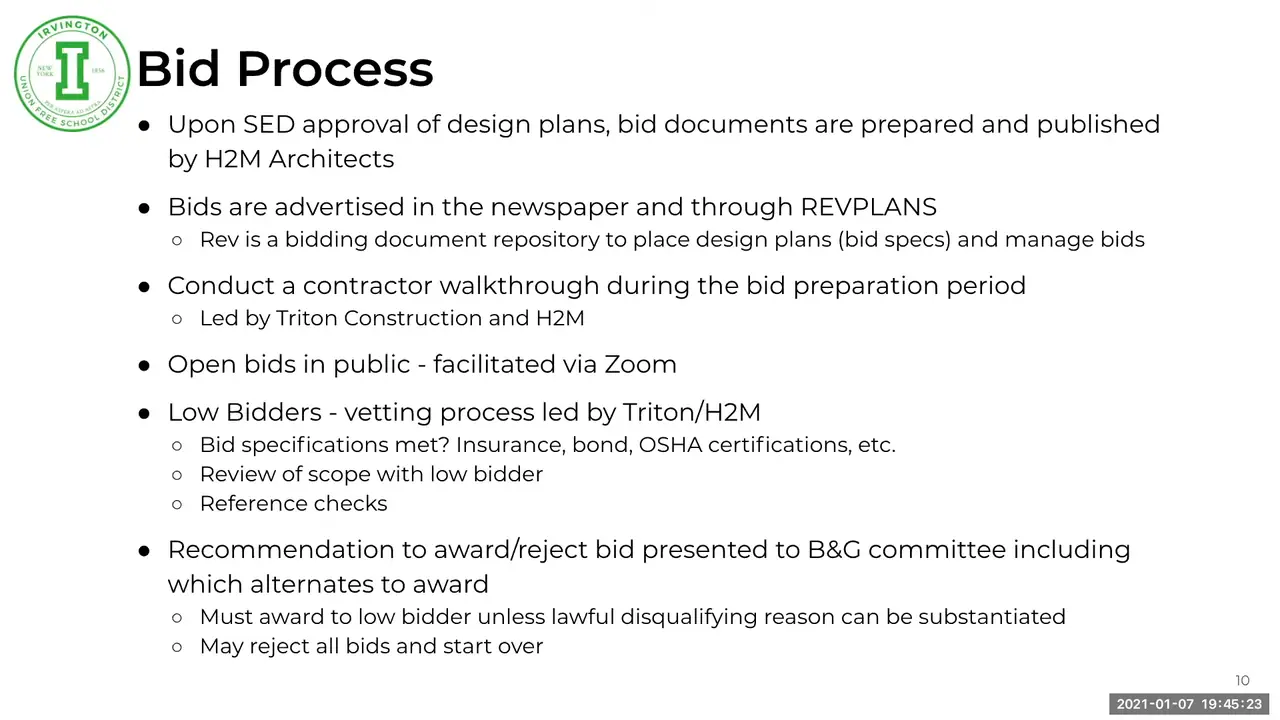 IRVINGTON
NEW YORK
1956
UNION FREE SCHOOL DISTRICT
Bid Process
● Upon SED approval of design plans, bid documents are prepared and published
by H2M Architects
● Bids are advertised in the newspaper and through REVPLANS
○ Rev is a bidding document repository to place design plans (bid specs) and manage bids
● Conduct a contractor walkthrough during the bid preparation period
○ Led by Triton Construction and H2M
● Open bids in public - facilitated via Zoom
● Low Bidders - vetting process led by Triton/H2M
○ Bid specifications met? Insurance, bond, OSHA certifications, etc.
○ Review of scope with low bidder
○ Reference checks
● Recommendation to award/reject bid presented to B&G committee including
which alternates to award
○ Must award to low bidder unless lawful disqualifying reason can be substantiated
○ May reject all bids and start over
10
2021-01-07 19:45:23